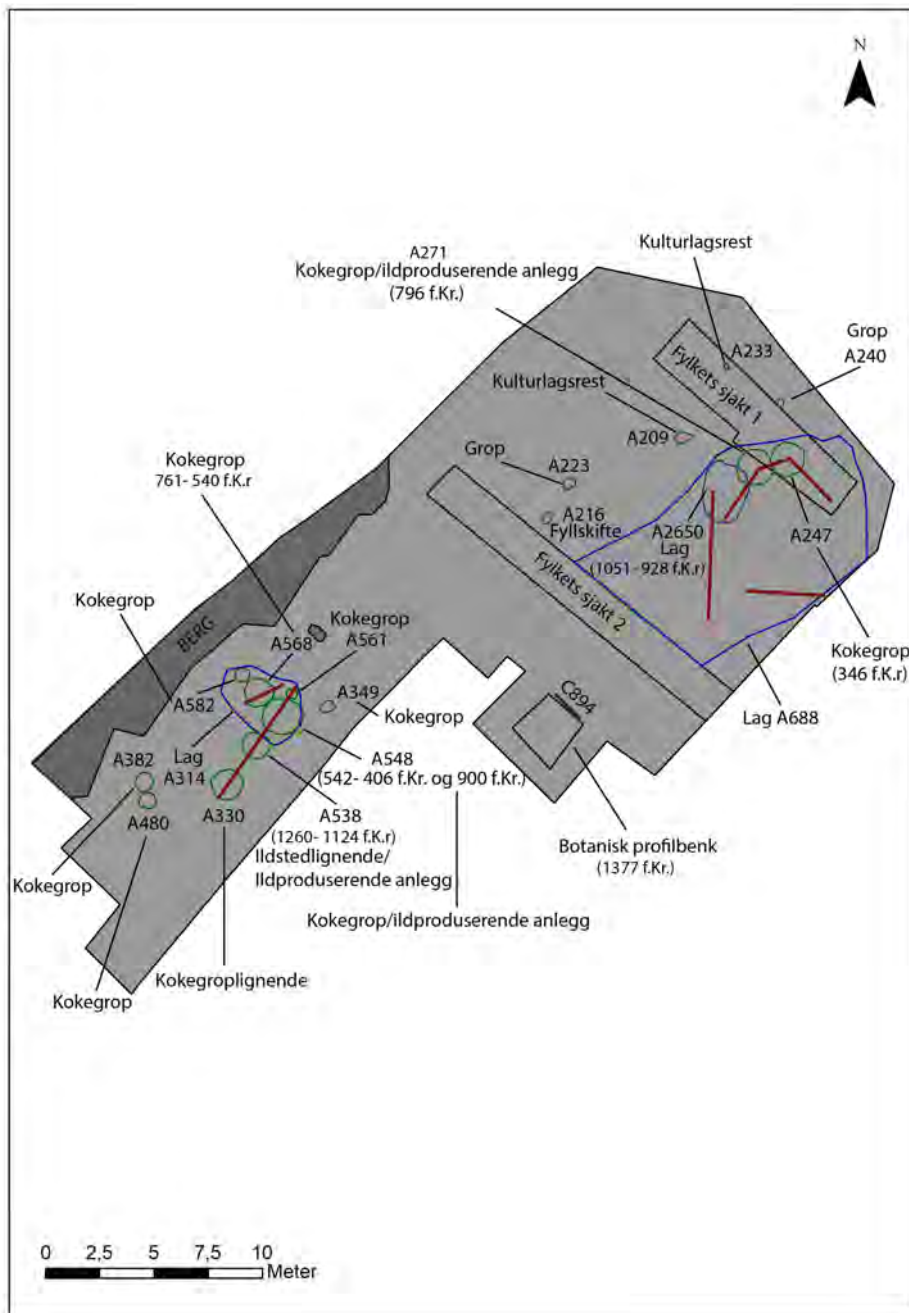 N
A271
Kokegrop/ildproduserende anlegg
(796 f.Kr.)
Kulturlagsrest
Grop
A240
A233
Fylkets sjakt 1
Kulturlagsrest
A209
Grop
A223
A216
Fyllskifte
Kokegrop
761- 540 f.K.r
A2650
Lag
(1051- 928 f.K.r)
A247
Fylkets sjakt 2
Kokegrop
BERG
Kokegrop
A561
A568
Kokegrop
(346 f.K.r)
A582
A349
Kokegrop
C894
Lag A688
A382
Lag
A314
A548
(542- 406 f.Kr. og 900 f.Kr.)
A480
A330
A538
(1260- 1124 f.K.r)
Ildstedlignende/
Ildproduserende anlegg
Botanisk profilbenk
(1377 f.Kr.)
Kokegrop
Kokegrop/ildproduserende anlegg
Kokegroplignende
Kokegrop
0 2,5 5 7,5 10
Meter